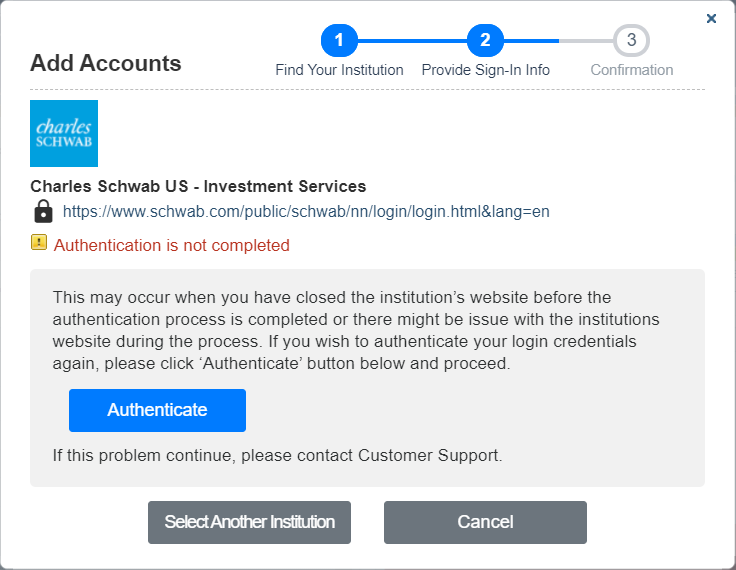 ×
Add Accounts
1 2 3
Find Your Institution Provide Sign-In Info Confirmation
charles
SCHWAB
Charles Schwab US - Investment Services
https://www.schwab.com/public/schwab/nn/login/login.html&lang=en
! Authentication is not completed
This may occur when you have closed the institution’s website before the
authentication process is completed or there might be issue with the institutions
website during the process. If you wish to authenticate your login credentials
again, please click ‘Authenticate’ button below and proceed.
Authenticate
If this problem continue, please contact Customer Support.
Select Another Institution Cancel